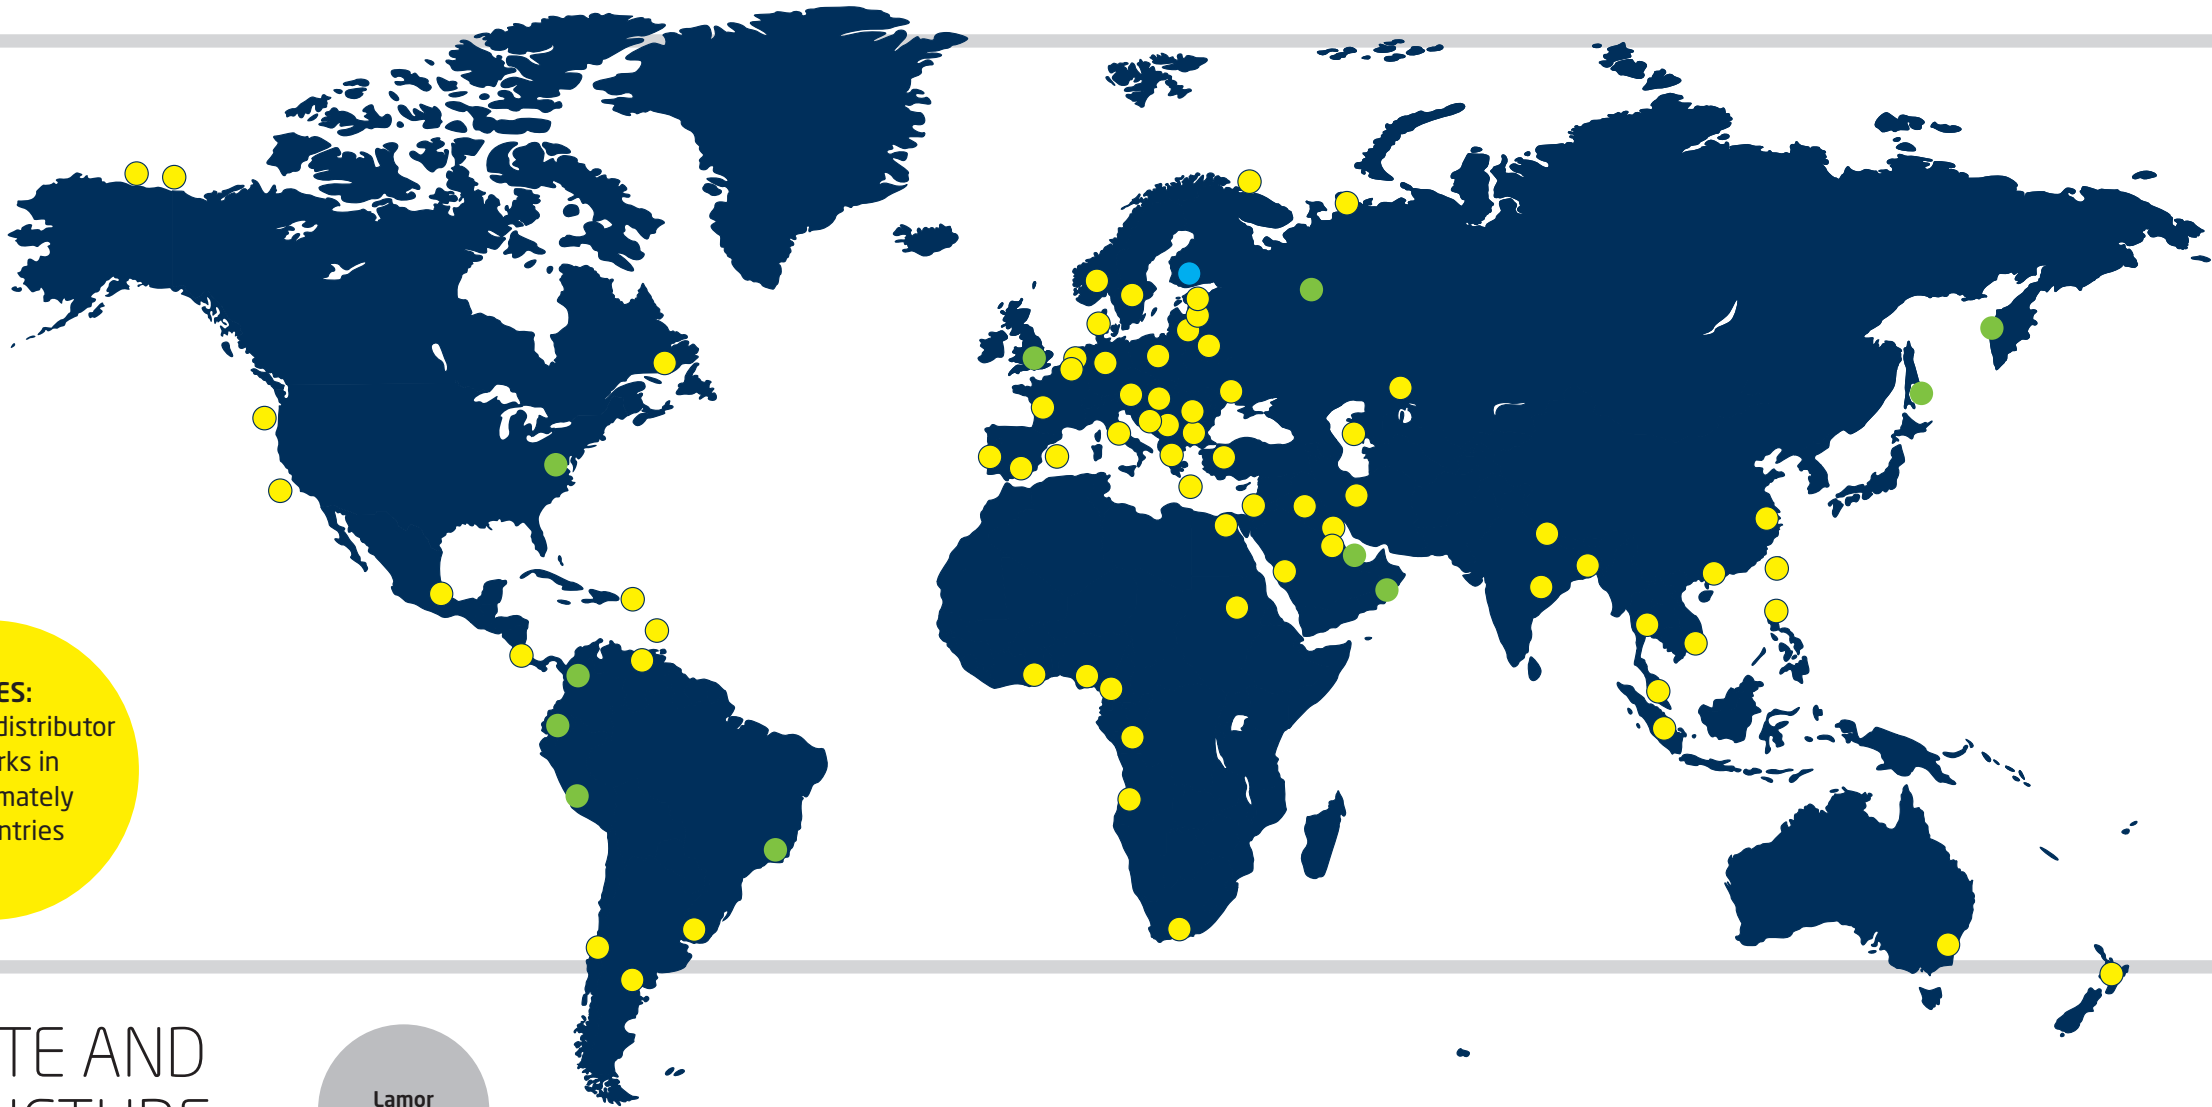 ES:
distributor
rks in
mately
ntries
TE AND
Lamor